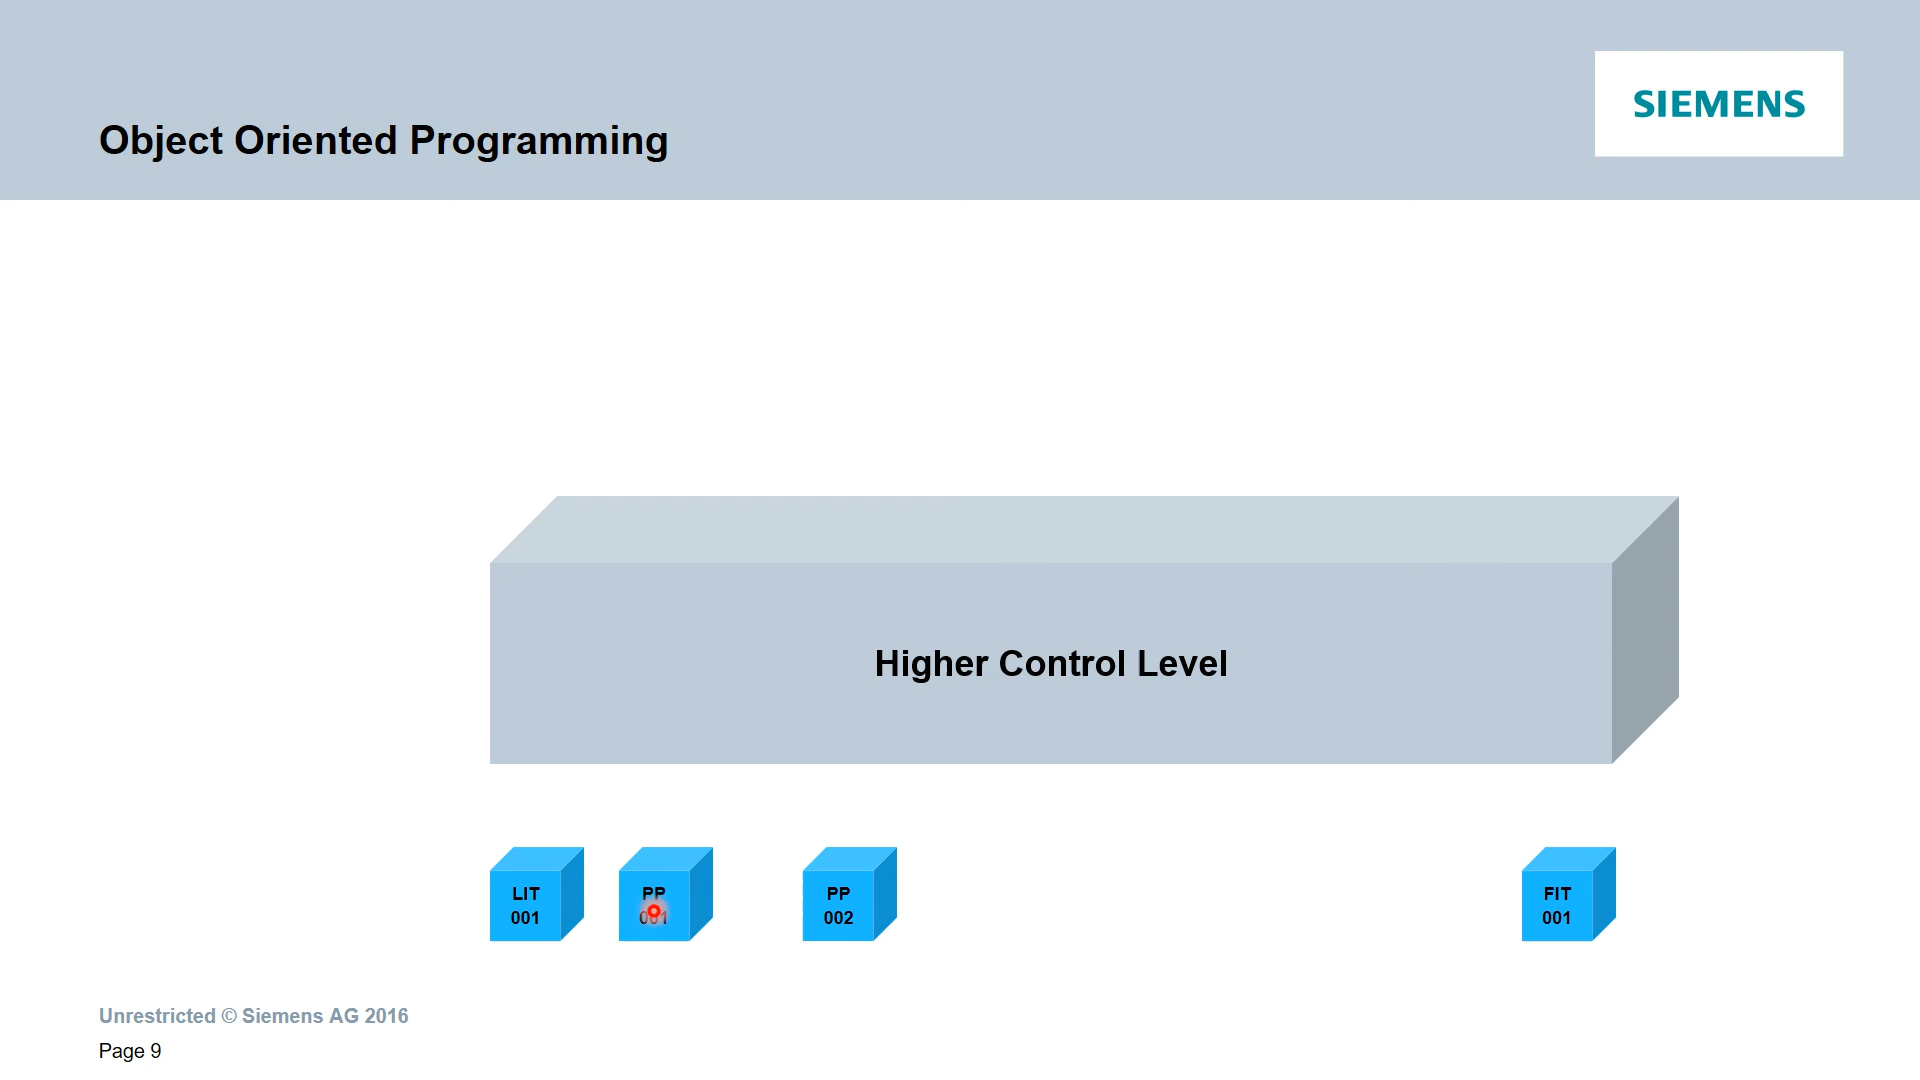 SIEMENS
Object Oriented Programming
Higher Control Level
LIT
001
PP
001
PP
002
FIT
001
Unrestricted © Siemens AG 2016
Page 9